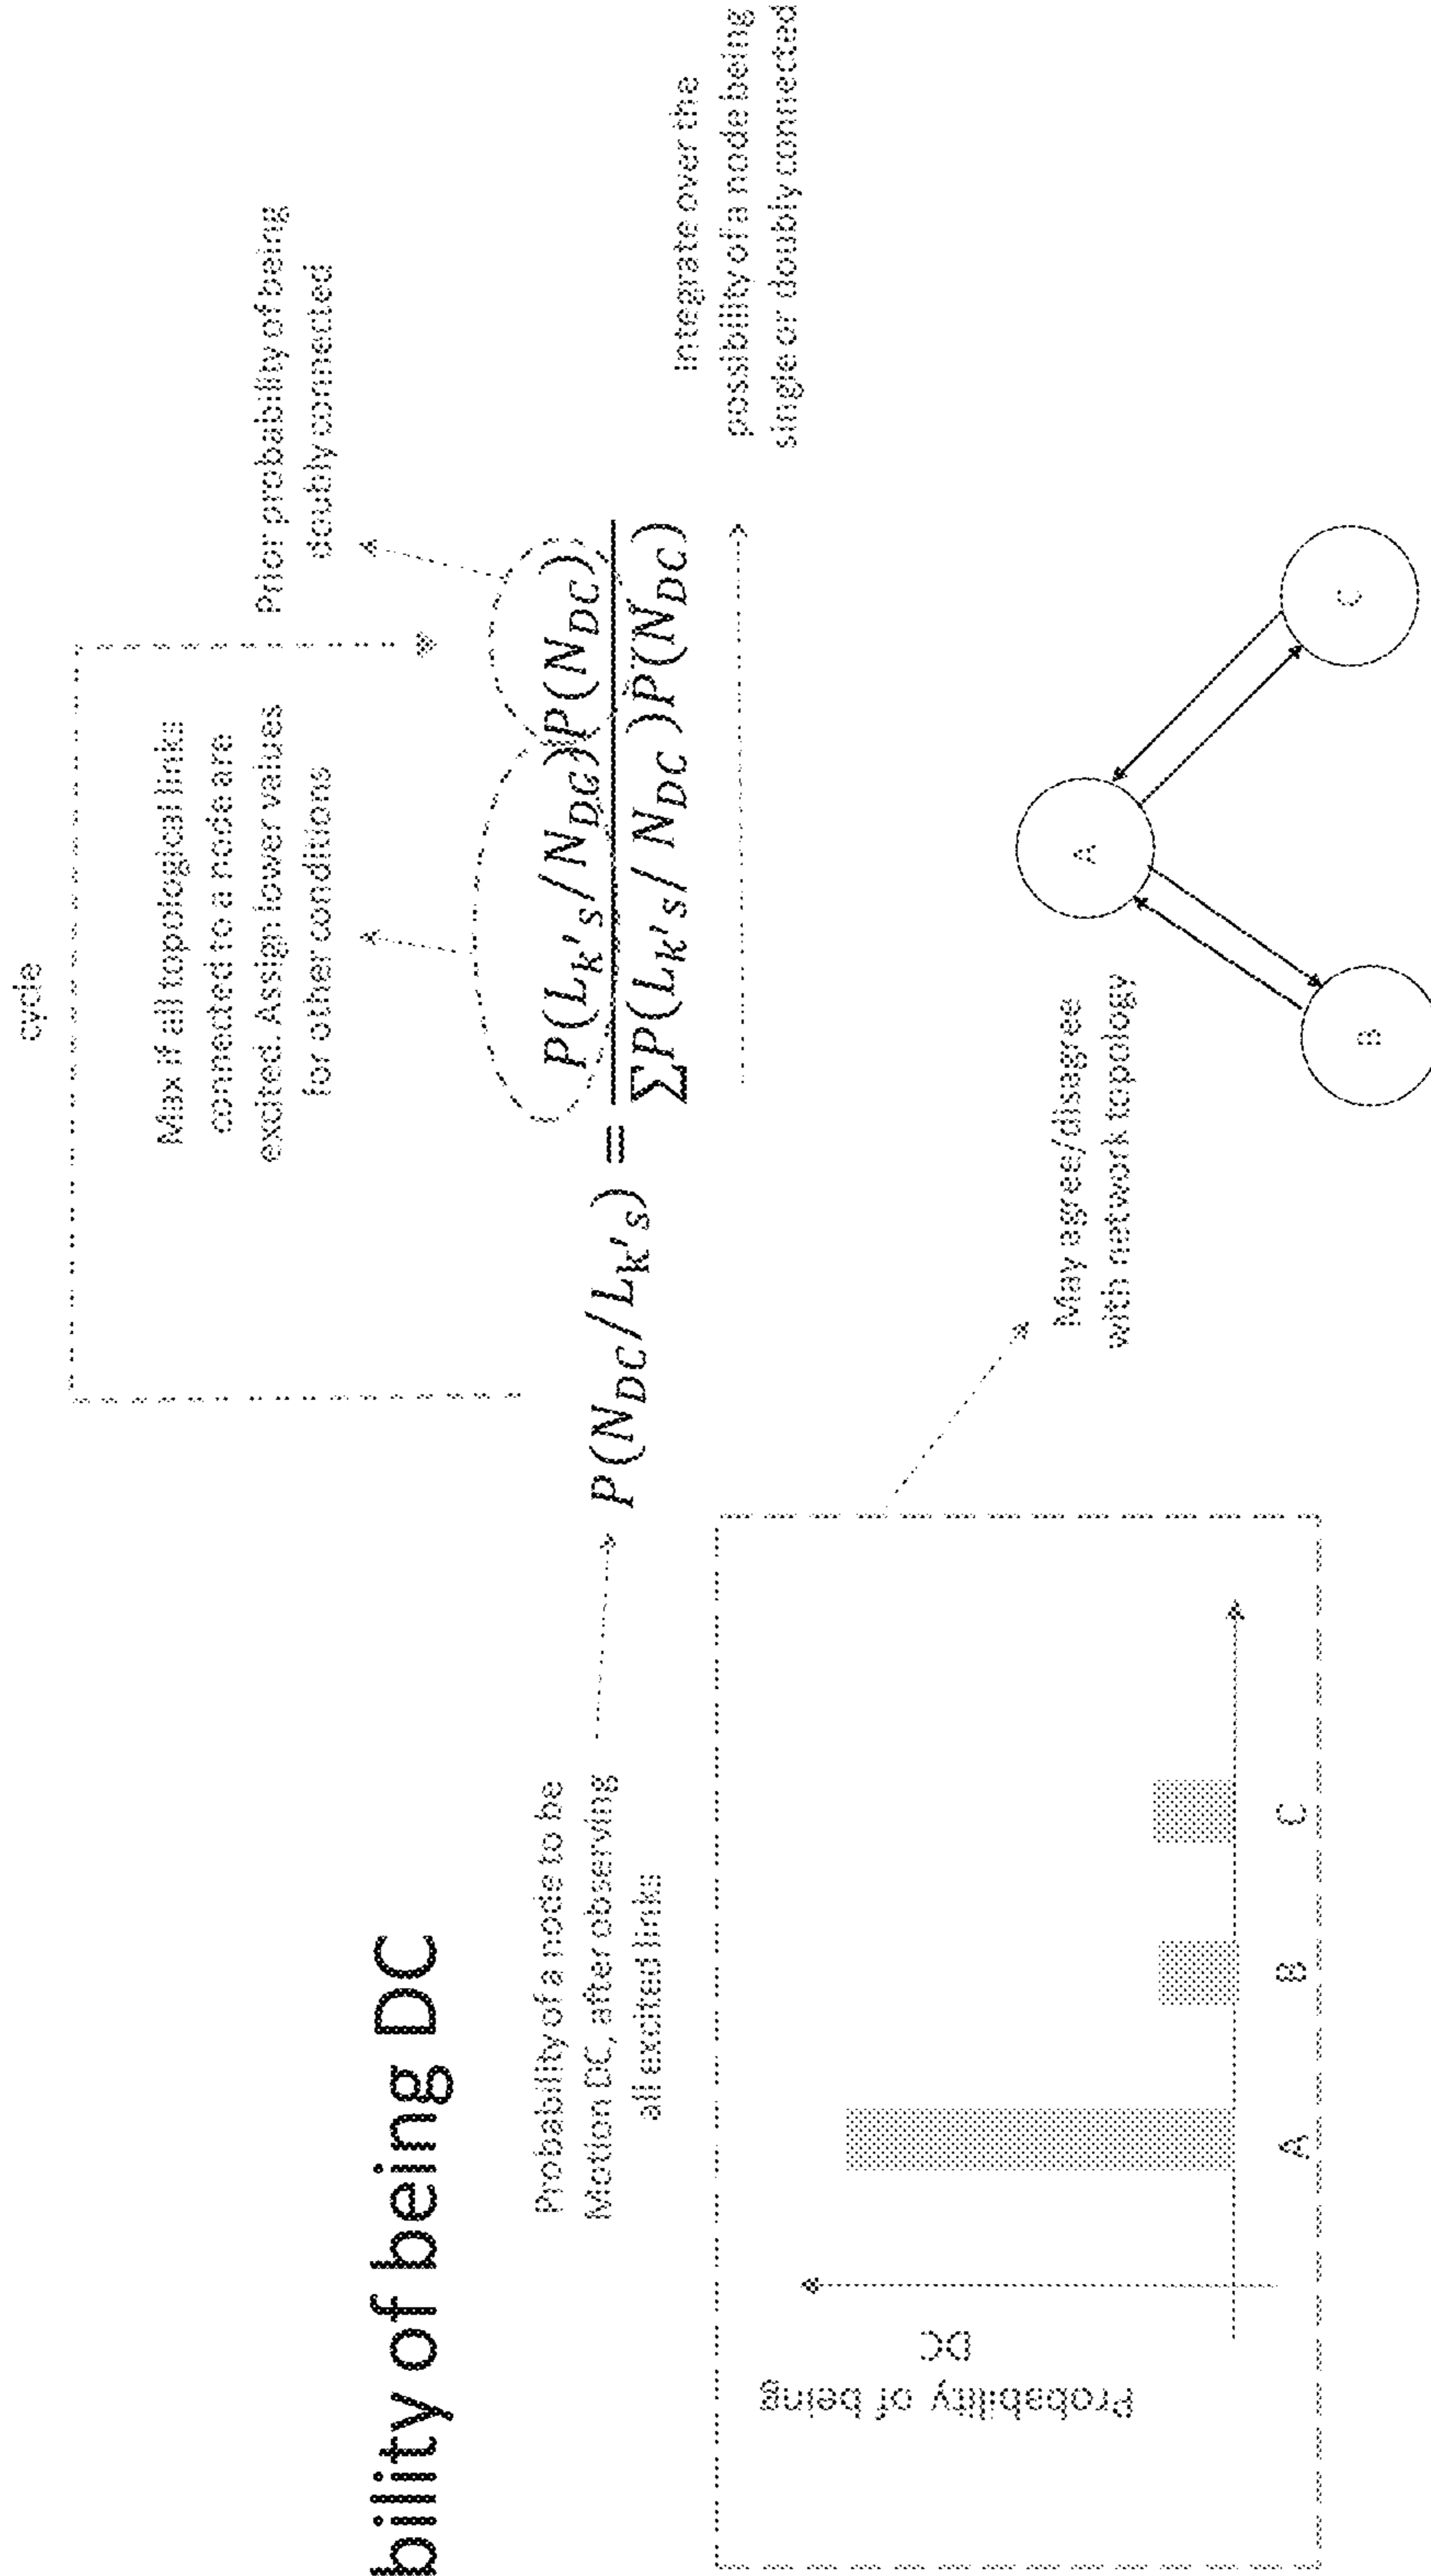 bility of being DC
cycle
Max if all topological links
connected to a node are
excited. Assign lower values
for other conditions
Prior probability of being
doubly connected
Probability of a node to be
Motion DC, after observing
all excited links
P(N_DC/L_k's) = P(L_k's/N_DC)P(N_DC)
ΣP(L_k's/ N_DC )P(N_DC)
Integrate over the
possibility of a node being
single or doubly connected
Probability of being
DC
A
B
C
May agree/disagree
with network topology
A
B
C